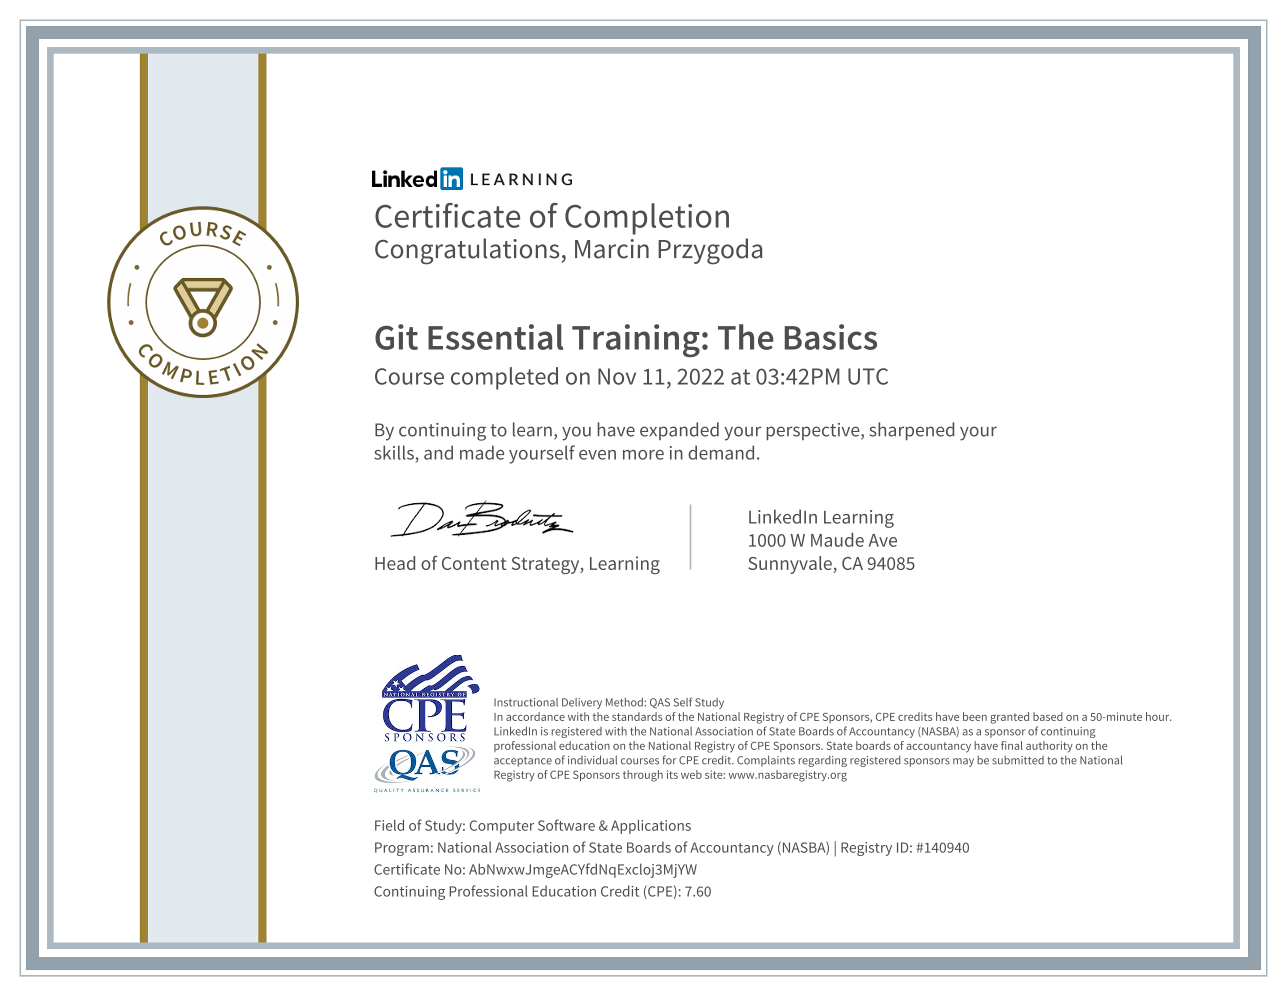 COURSE
COMPLETION
Linked in LEARNING
Certificate of Completion
Congratulations, Marcin Przygoda
Git Essential Training: The Basics
Course completed on Nov 11, 2022 at 03:42PM UTC
By continuing to learn, you have expanded your perspective, sharpened your
skills, and made yourself even more in demand.
Head of Content Strategy, Learning
LinkedIn Learning
1000 W Maude Ave
Sunnyvale, CA 94085
NATIONAL REGISTRY OF
CPE
SPONSORS
QAS
QUALITY ASSURANCE SERVICE
Instructional Delivery Method: QAS Self Study
In accordance with the standards of the National Registry of CPE Sponsors, CPE credits have been granted based on a 50-minute hour.
LinkedIn is registered with the National Association of State Boards of Accountancy (NASBA) as a sponsor of continuing
professional education on the National Registry of CPE Sponsors. State boards of accountancy have final authority on the
acceptance of individual courses for CPE credit. Complaints regarding registered sponsors may be submitted to the National
Registry of CPE Sponsors through its web site: www.nasbaregistry.org
Field of Study: Computer Software & Applications
Program: National Association of State Boards of Accountancy (NASBA) | Registry ID: #140940
Certificate No: AbNwxwJmgeACYfdNqExcloj3MjYW
Continuing Professional Education Credit (CPE): 7.60